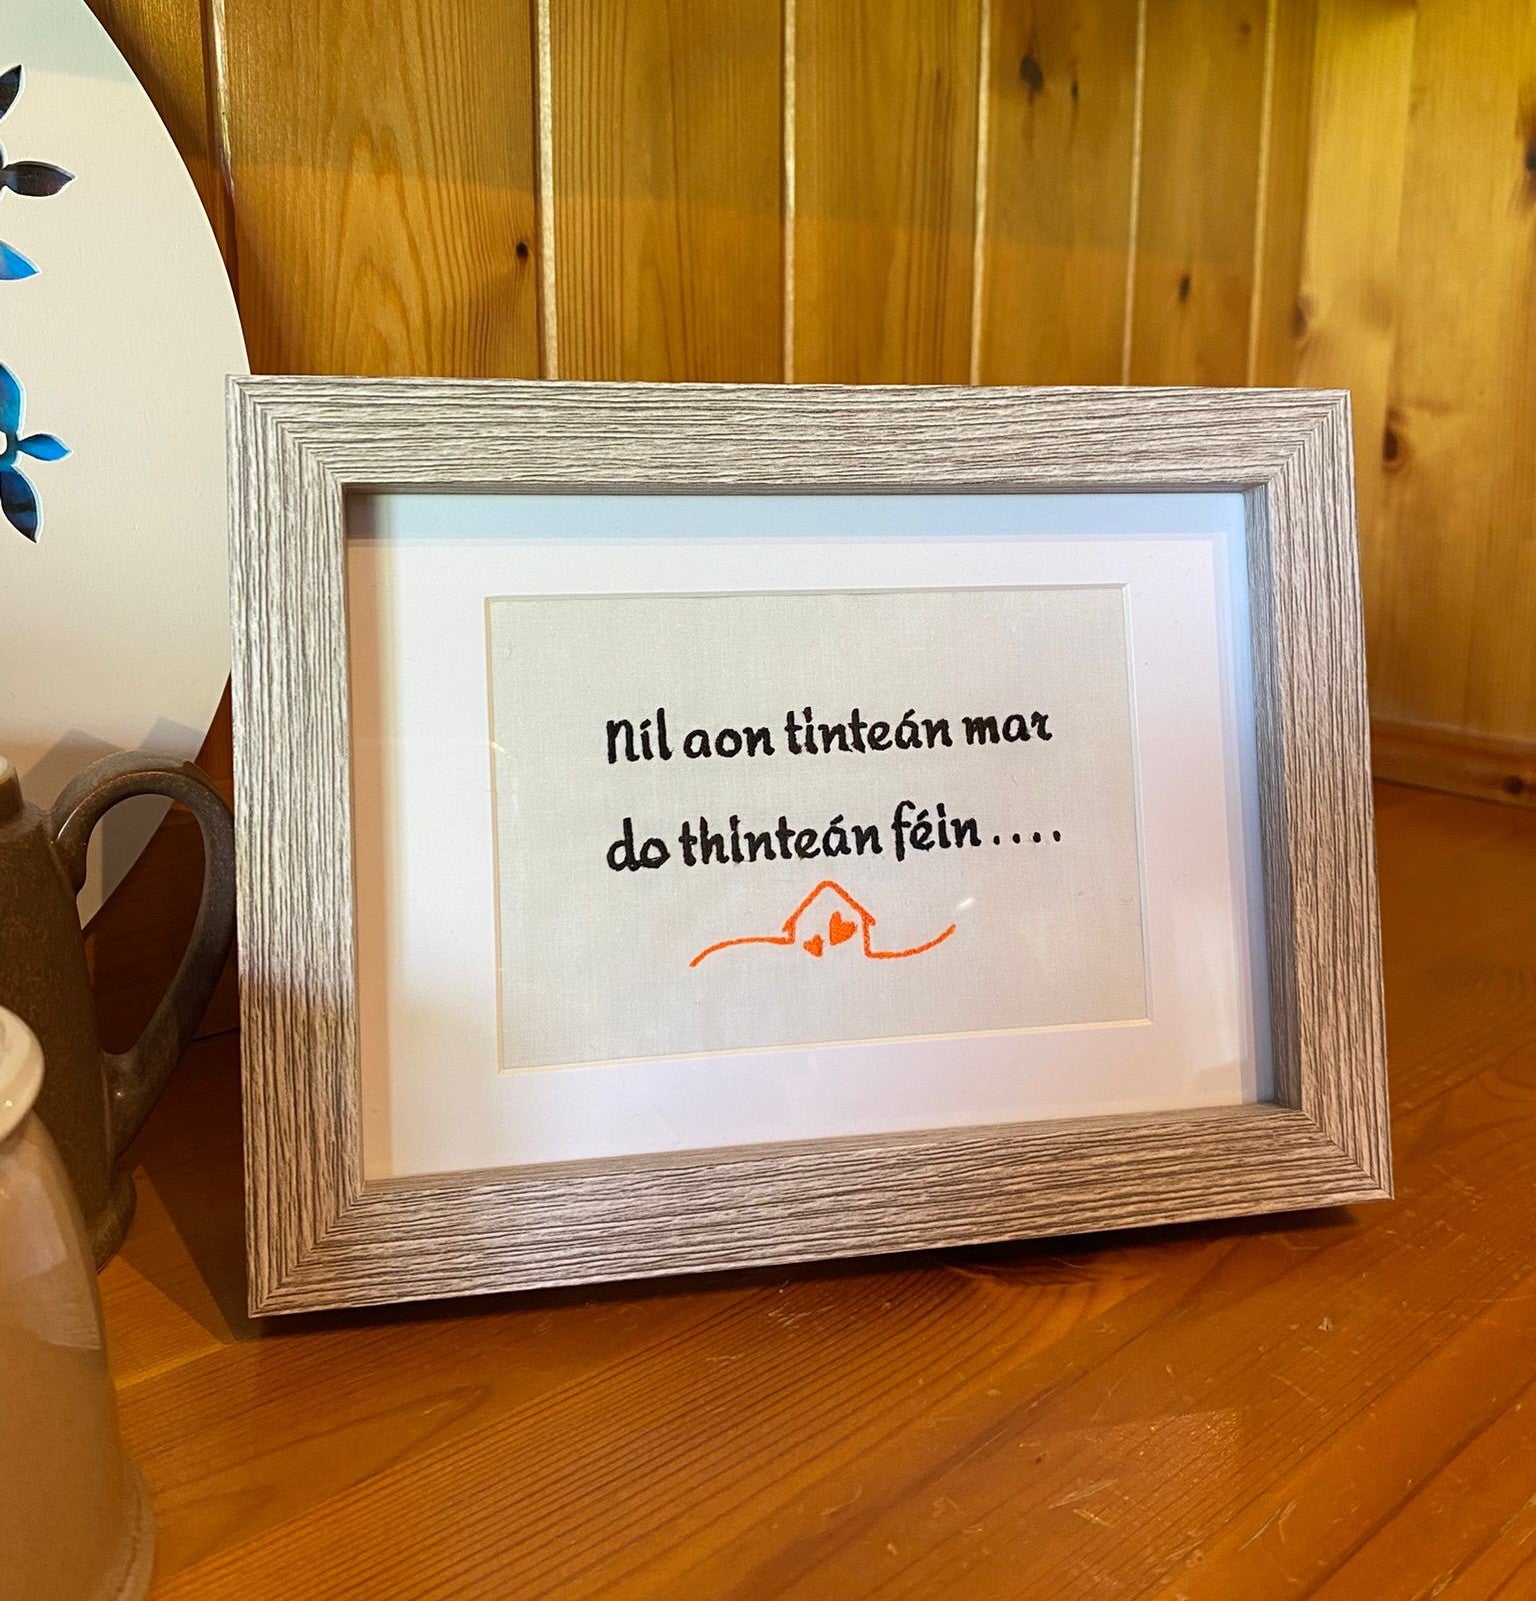 Níl aon tinteán mar
do thinteán féin....